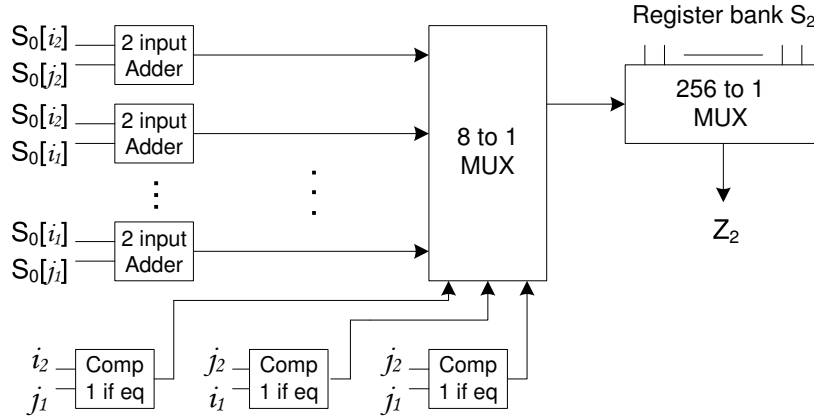 Register bank S₂
S₀[i₂]
S₀[j₂]
2 input
Adder
S₀[i₂]
S₀[i₁]
2 input
Adder
S₀[i₁]
S₀[j₁]
2 input
Adder
8 to 1
MUX
256 to 1
MUX
Z₂
i₂
j₁
Comp
1 if eq
j₂
i₁
Comp
1 if eq
j₂
j₁
Comp
1 if eq